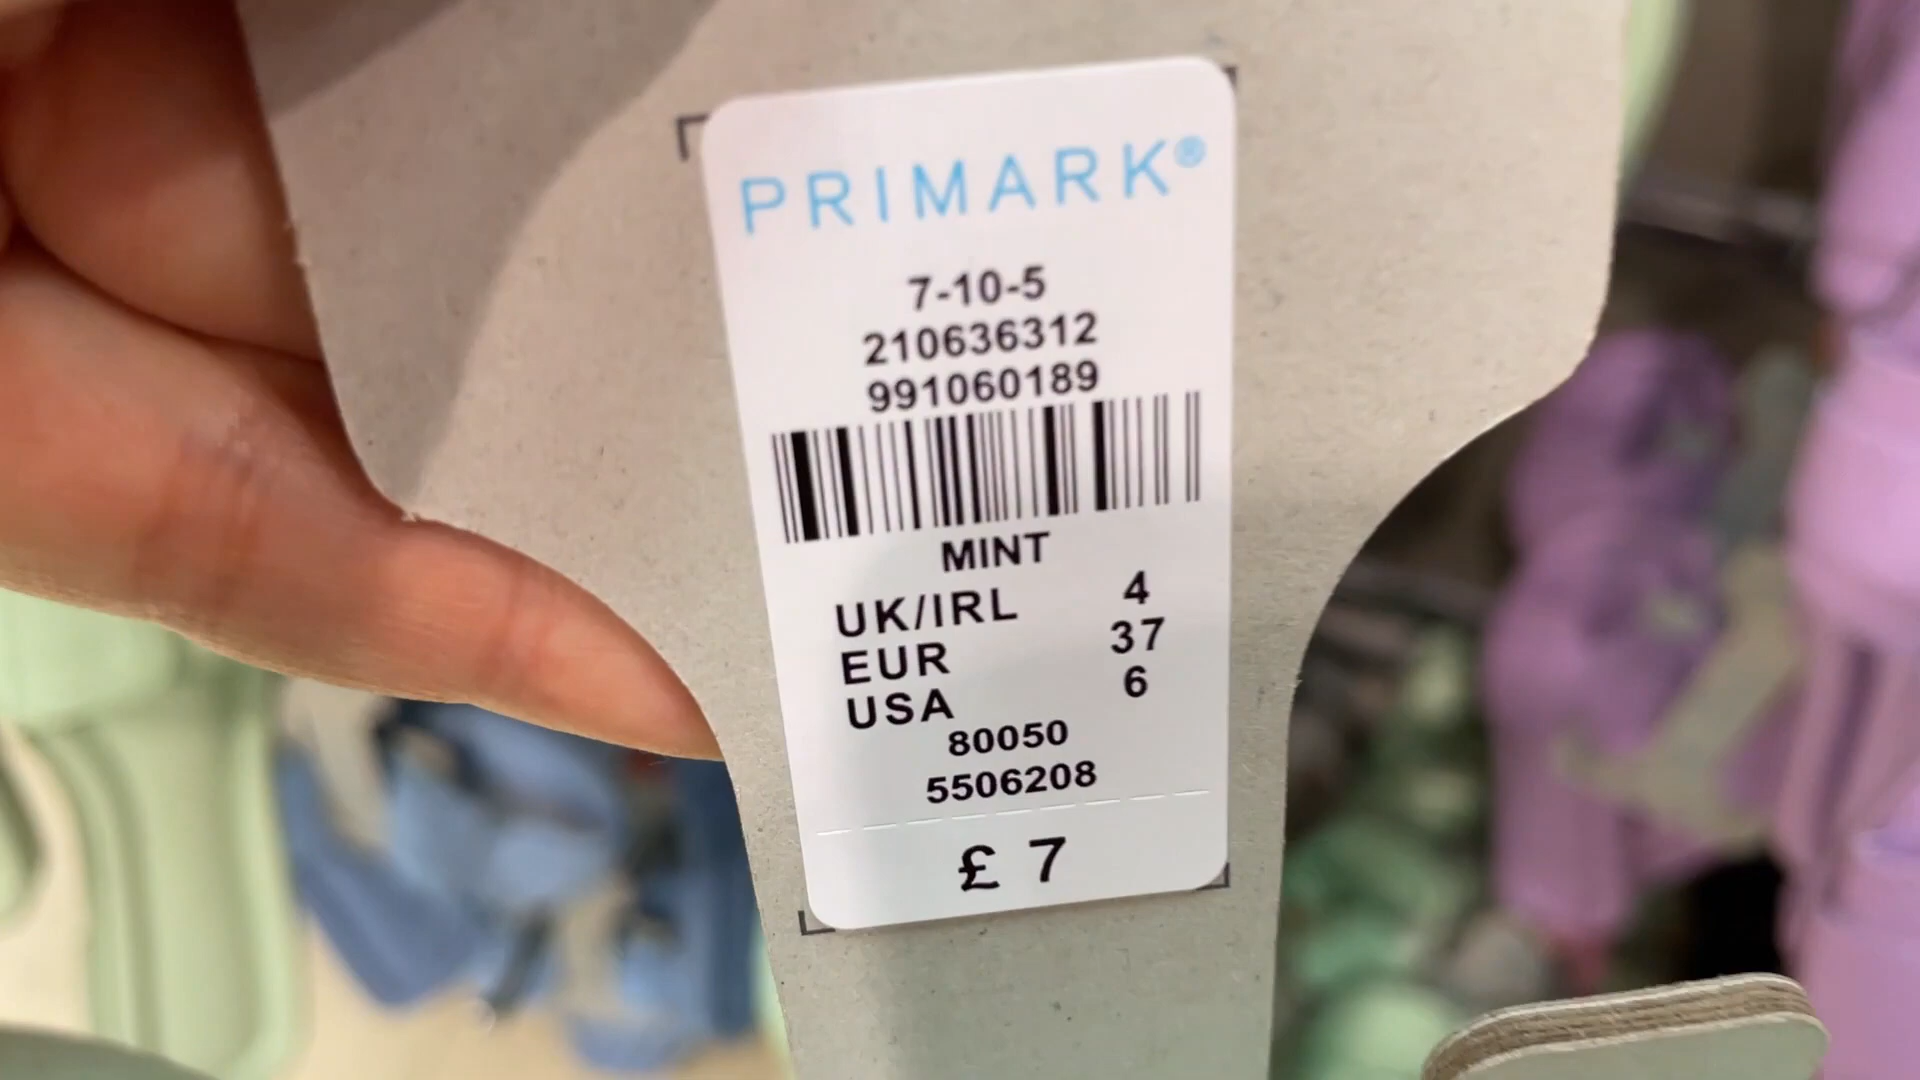 PRIMARK®
7-10-5
210636312
991060189
MINT
UK/IRL 4
EUR 37
USA 6
80050
5506208
£ 7